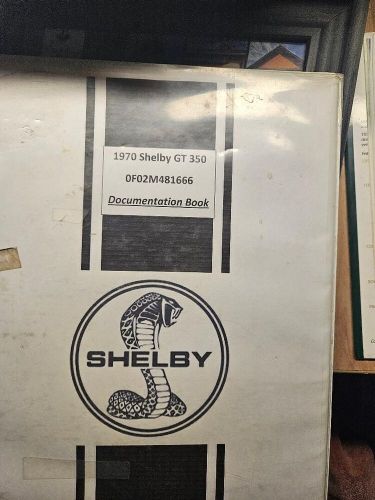 1970 Shelby GT 350
0F02M481666
Documentation Book
SHELBY